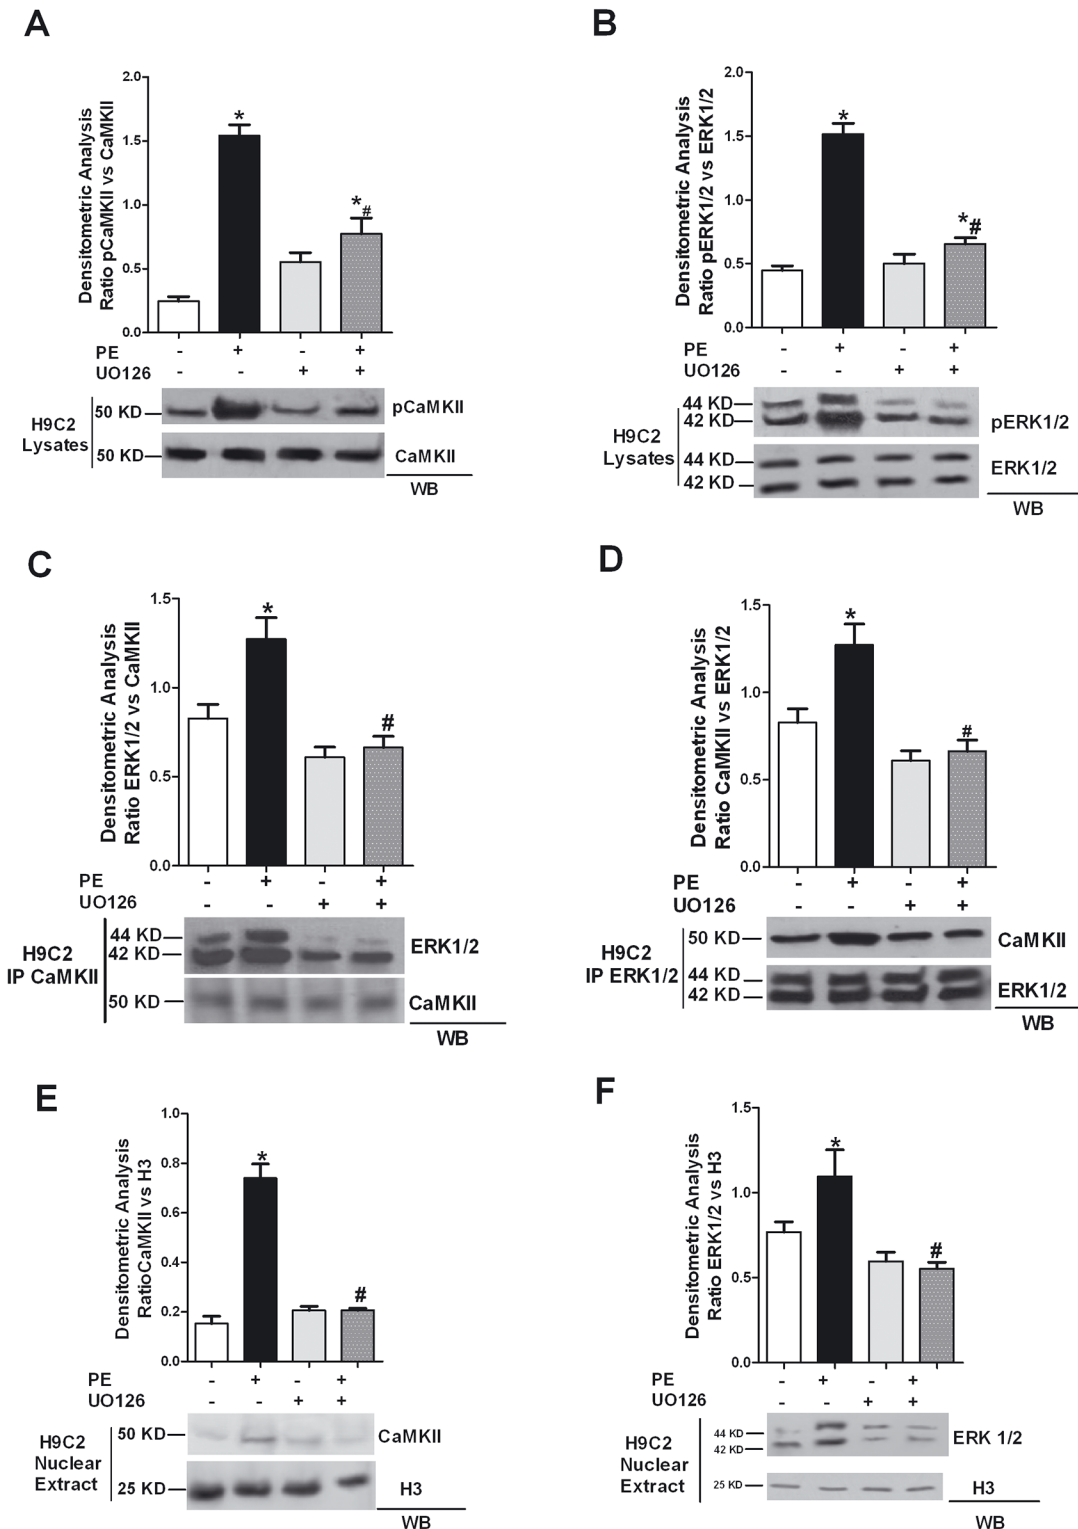 A
Densitometric Analysis
Ratio pCaMKII vs CaMKII
2.0
1.5
1.0
0.5
0.0
*
*#
PE - + - +
UO126 - - + +
H9C2
Lysates
50 KD
pCaMKII
50 KD
CaMKII
WB
B
Densitometric Analysis
Ratio pERK1/2 vs ERK1/2
2.0
1.5
1.0
0.5
0.0
*
*#
PE - + - +
UO126 - - + +
H9C2
Lysates
44 KD
42 KD
pERK1/2
44 KD
42 KD
ERK1/2
WB
C
Densitometric Analysis
Ratio ERK1/2 vs CaMKII
1.5
1.0
0.5
0.0
*
#
PE - + - +
UO126 - - + +
H9C2
IP CaMKII
44 KD
42 KD
ERK1/2
50 KD
CaMKII
WB
D
Densitometric Analysis
Ratio CaMKII vs ERK1/2
1.5
1.0
0.5
0.0
*
#
PE - + - +
UO126 - - + +
H9C2
IP ERK1/2
50 KD
CaMKII
44 KD
42 KD
ERK1/2
WB
E
Densitometric Analysis
RatioCaMKII vs H3
1.0
0.8
0.6
0.4
0.2
0.0
*
#
PE - + - +
UO126 - - + +
H9C2
Nuclear
Extract
50 KD
CaMKII
25 KD
H3
WB
F
Densitometric Analysis
Ratio ERK1/2 vs H3
1.5
1.0
0.5
0.0
*
#
PE - + - +
UO126 - - + +
H9C2
Nuclear
Extract
44 KD
42 KD
ERK 1/2
25 KD
H3
WB